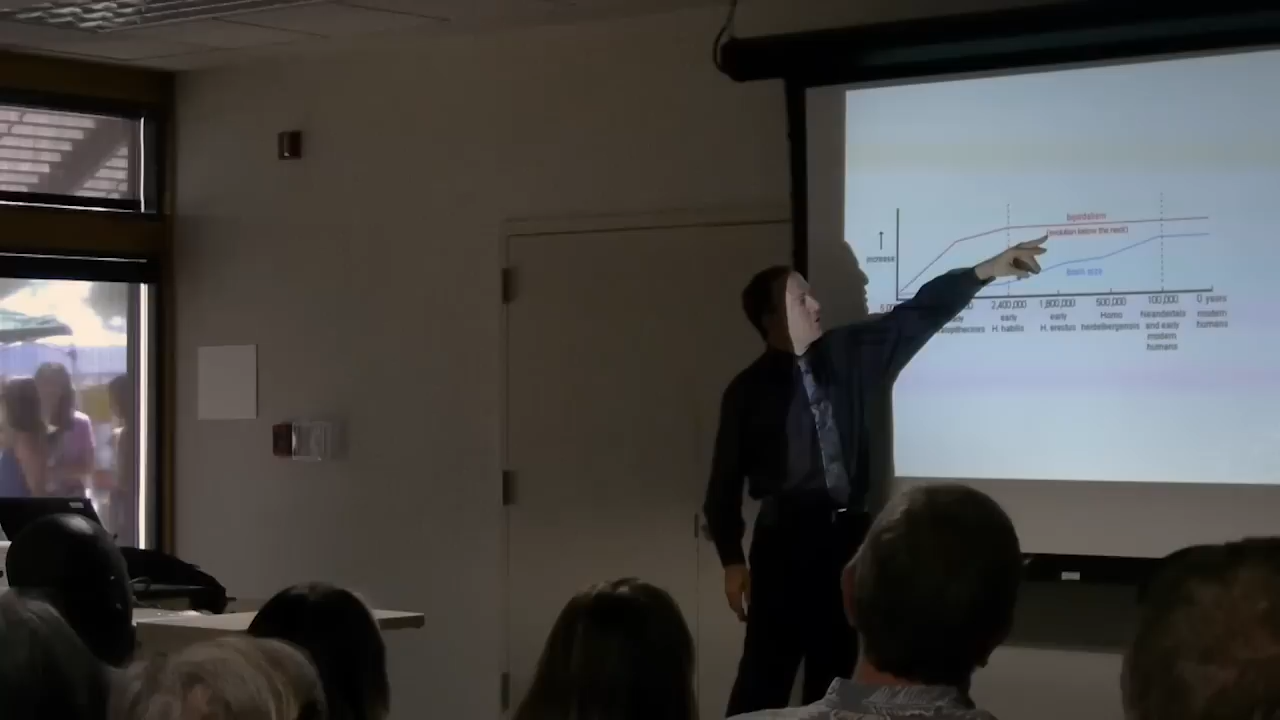 bipedalism
(evolution below the neck)
increase
brain size
2,400,000
1,800,000
500,000
100,000
0 years
early
H. habilis
early
H. erectus
Homo
heidelbergensis
Neandertals
and early
modern
humans
modern
humans